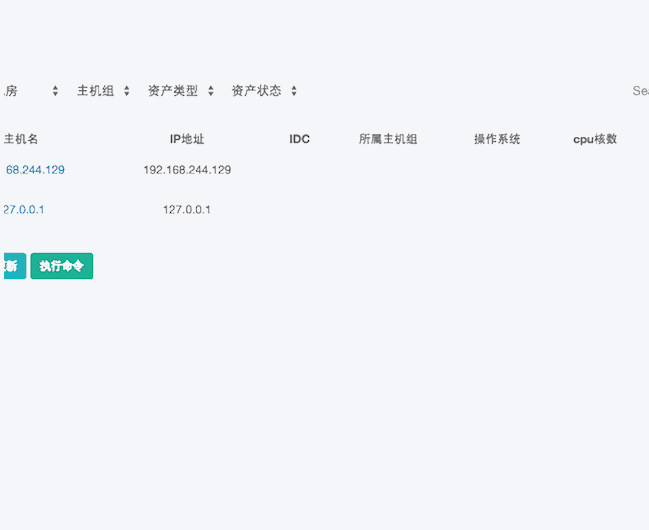 房 主机组 资产类型 资产状态 Sea
主机名 IP地址 IDC 所属主机组 操作系统 cpu核数
68.244.129 192.168.244.129
27.0.0.1 127.0.0.1
新 执行命令